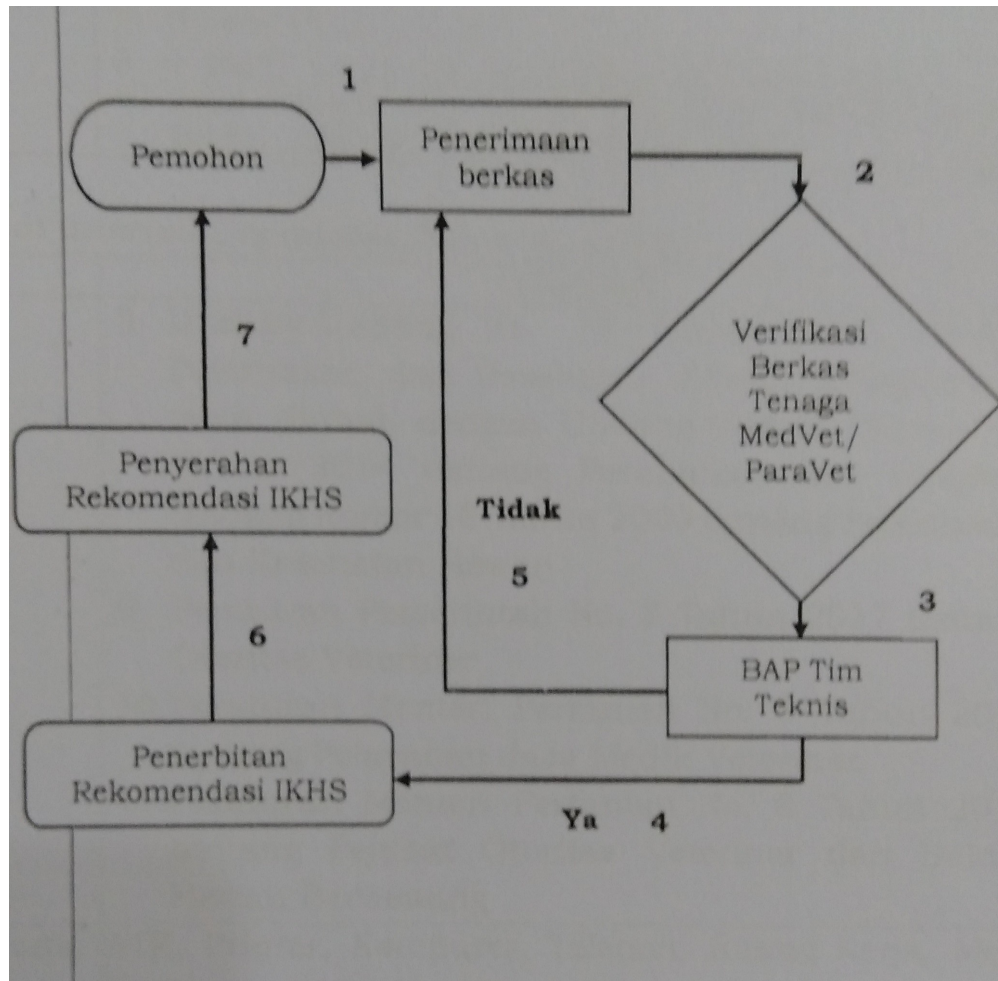 1
Pemohon
Penerimaan
berkas
2
Verifikasi
Berkas
Tenaga
MedVet/
ParaVet
7
Penyerahan
Rekomendasi IKHS
Tidak
5
3
6
BAP Tim
Teknis
Penerbitan
Rekomendasi IKHS
Ya 4